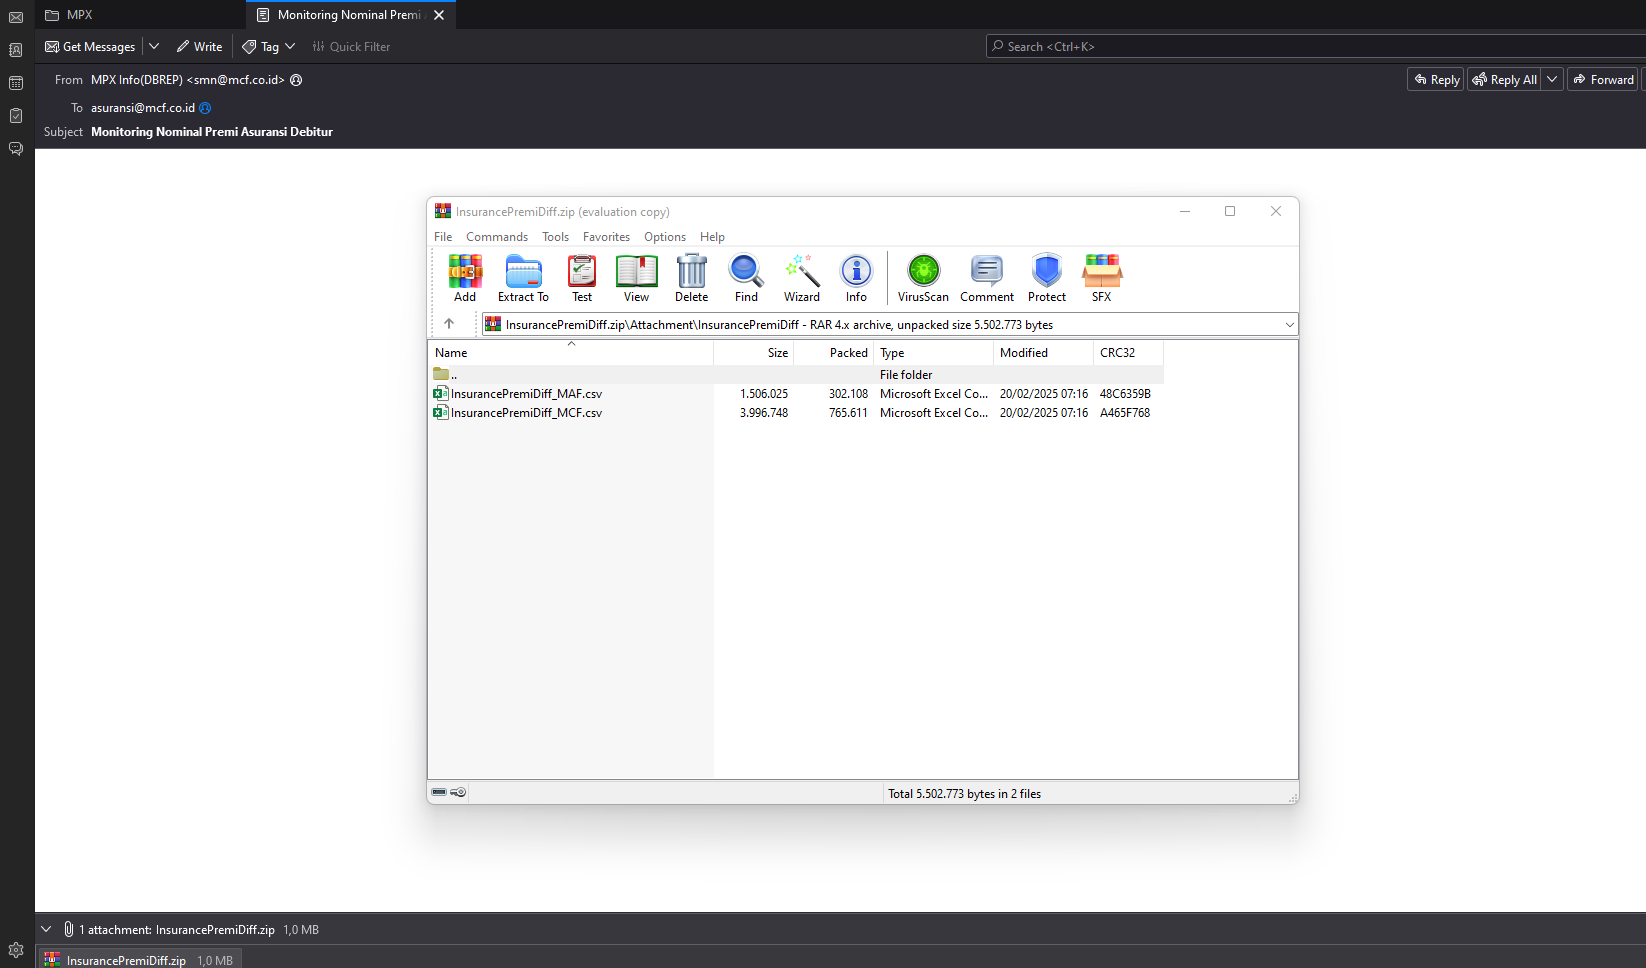 MPX
Monitoring Nominal Premi
Get Messages
Write
Tag
Quick Filter
Search <Ctrl+K>
From MPX Info(DBREP) <smn@mcf.co.id>
Reply
Reply All
Forward
To asuransi@mcf.co.id
Subject Monitoring Nominal Premi Asuransi Debitur
InsurancePremiDiff.zip (evaluation copy)
File Commands Tools Favorites Options Help
Add Extract To Test View Delete Find Wizard Info VirusScan Comment Protect SFX
InsurancePremiDiff.zip\Attachment\InsurancePremiDiff - RAR 4.x archive, unpacked size 5.502.773 bytes
Name Size Packed Type Modified CRC32
.. File folder
InsurancePremiDiff_MAF.csv 1.506.025 302.108 Microsoft Excel Co... 20/02/2025 07:16 48C6359B
InsurancePremiDiff_MCF.csv 3.996.748 765.611 Microsoft Excel Co... 20/02/2025 07:16 A465F768
Total 5.502.773 bytes in 2 files
1 attachment: InsurancePremiDiff.zip 1,0 MB
InsurancePremiDiff.zip 1,0 MB